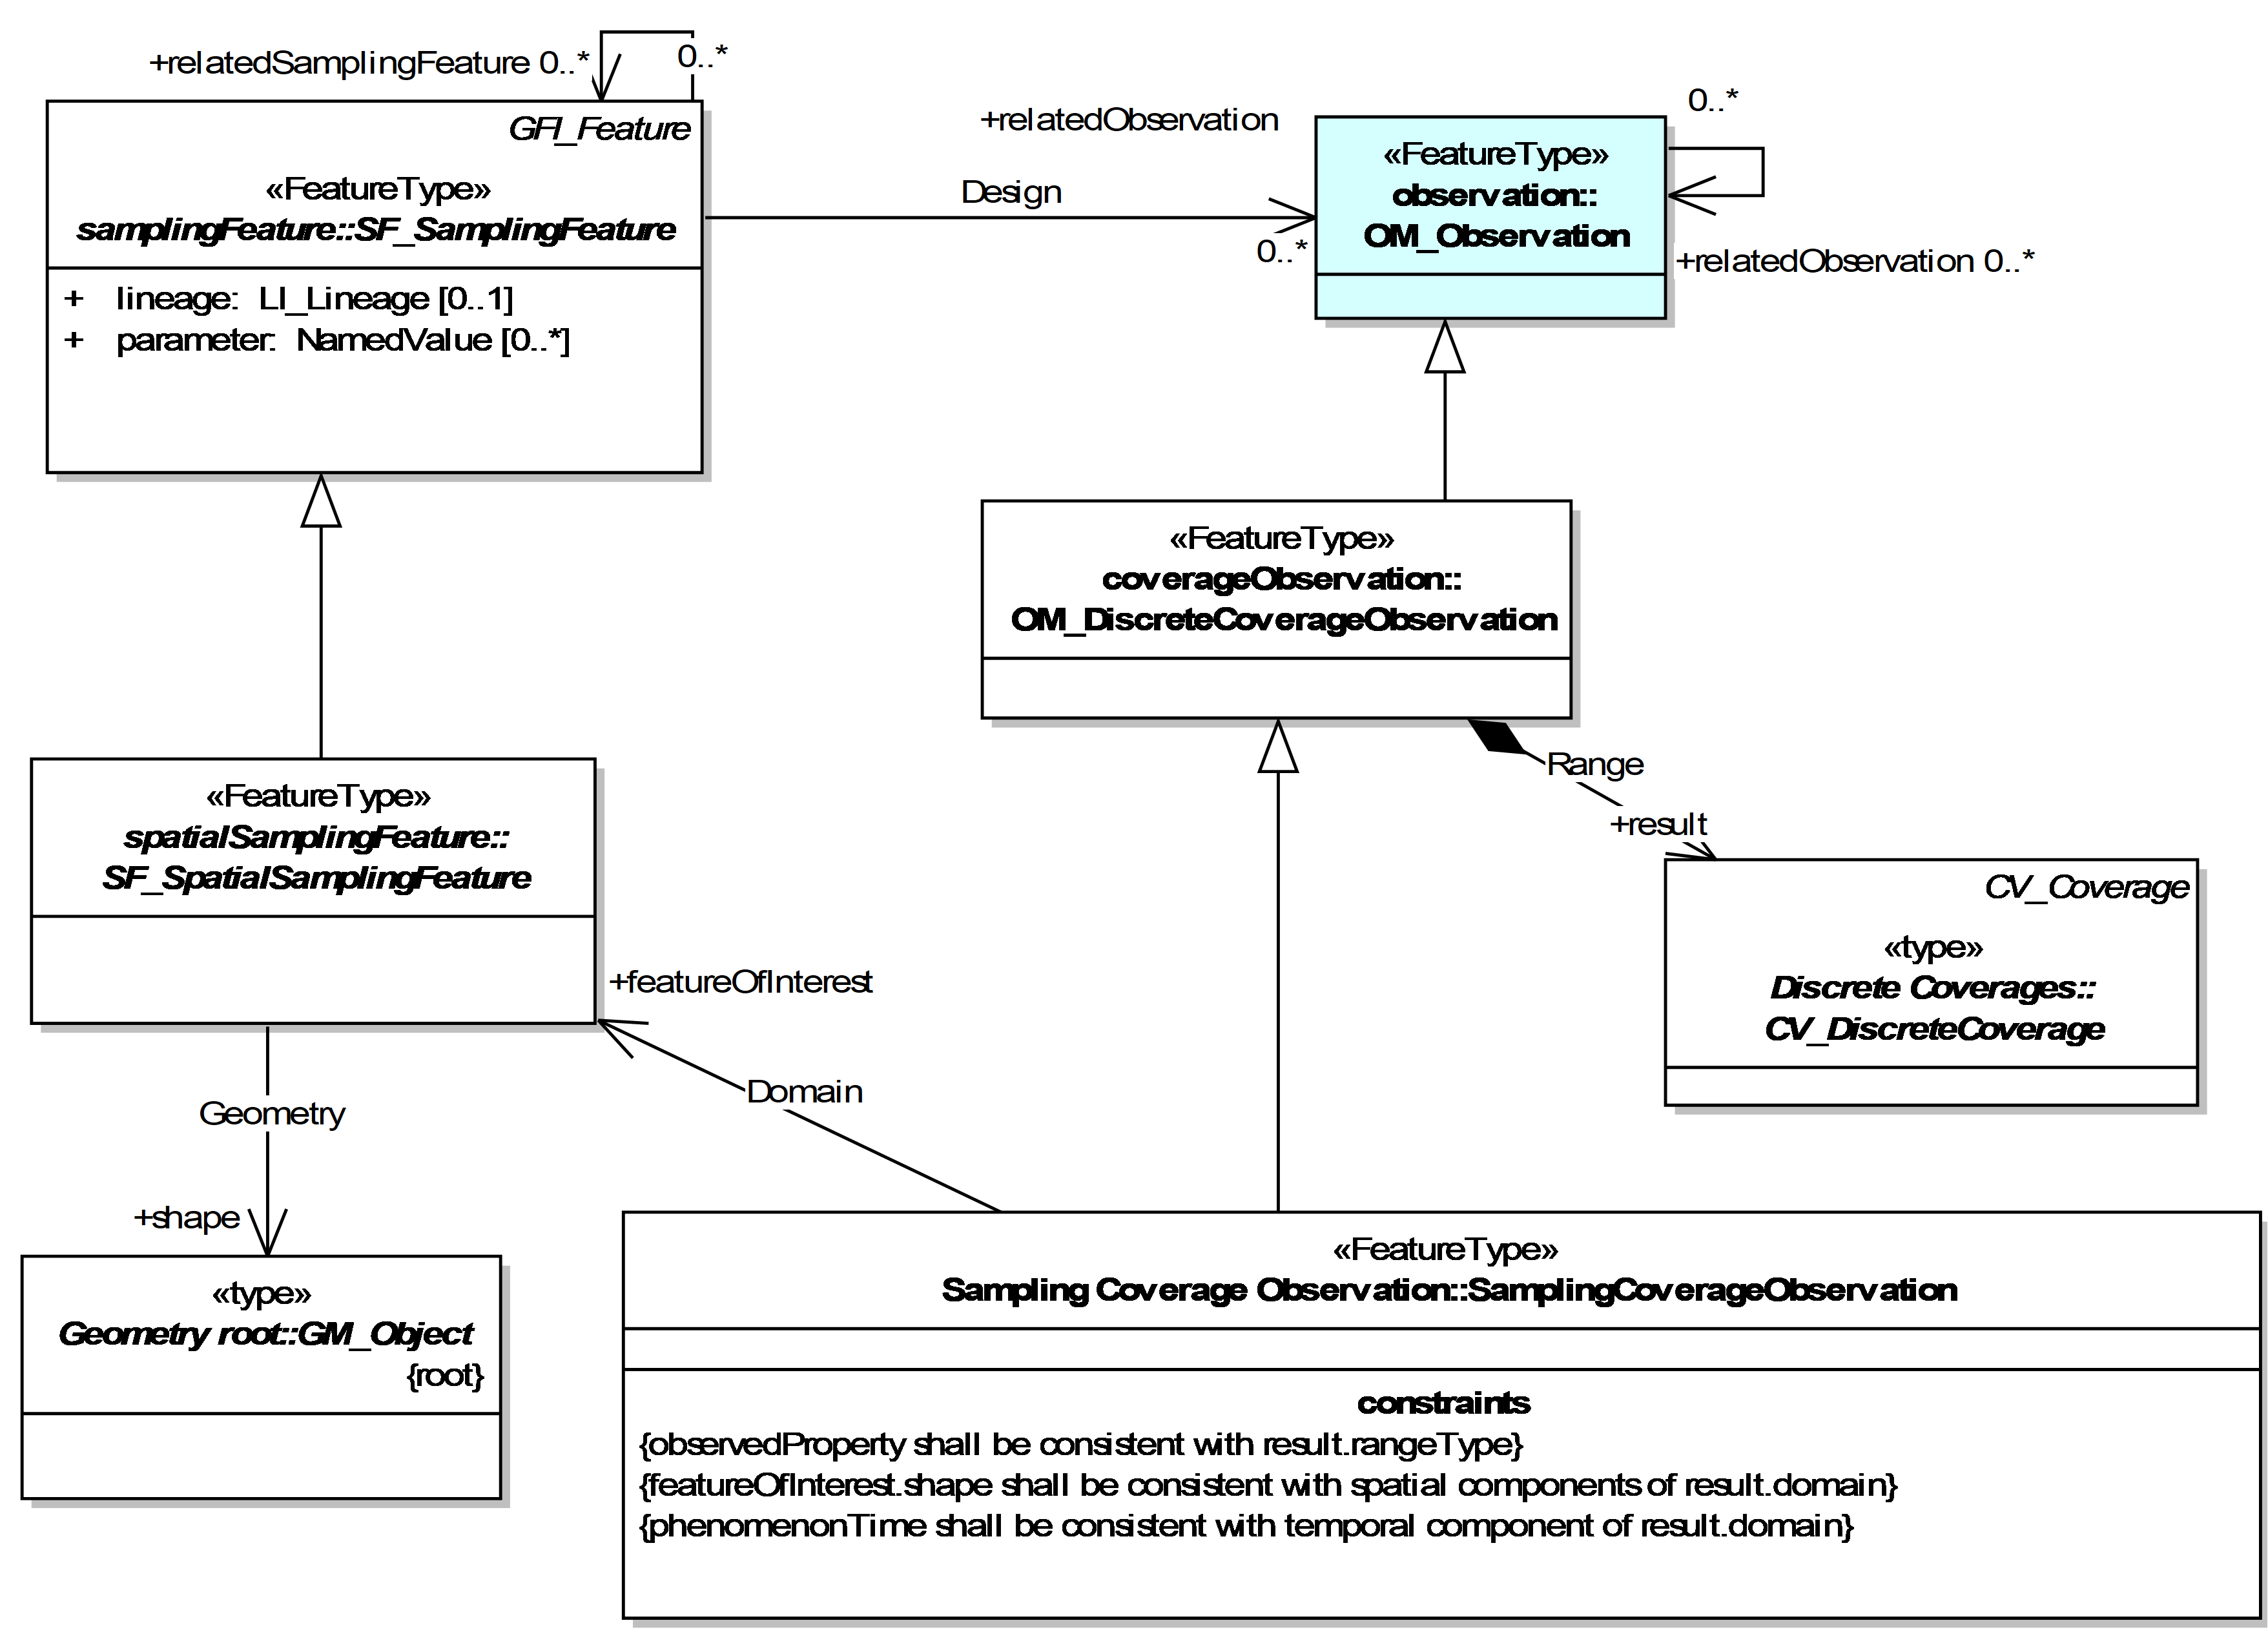 +relatedSamplingFeature 0..*
0..*
GFI_Feature
«FeatureType»
samplingFeature::SF_SamplingFeature
+ lineage: LI_Lineage [0..1]
+ parameter: NamedValue [0..*]
+relatedObservation
Design
0..*
0..*
«FeatureType»
observation::
OM_Observation
+relatedObservation 0..*
«FeatureType»
coverageObservation::
OM_DiscreteCoverageObservation
Range
+result
«FeatureType»
spatialSamplingFeature::
SF_SpatialSamplingFeature
+featureOfInterest
CV_Coverage
«type»
Discrete Coverages::
CV_DiscreteCoverage
Domain
Geometry
+shape
«type»
Geometry root::GM_Object
{root}
«FeatureType»
Sampling Coverage Observation::SamplingCoverageObservation
constraints
{observedProperty shall be consistent with result.rangeType}
{featureOfInterest.shape shall be consistent with spatial components of result.domain}
{phenomenonTime shall be consistent with temporal component of result.domain}